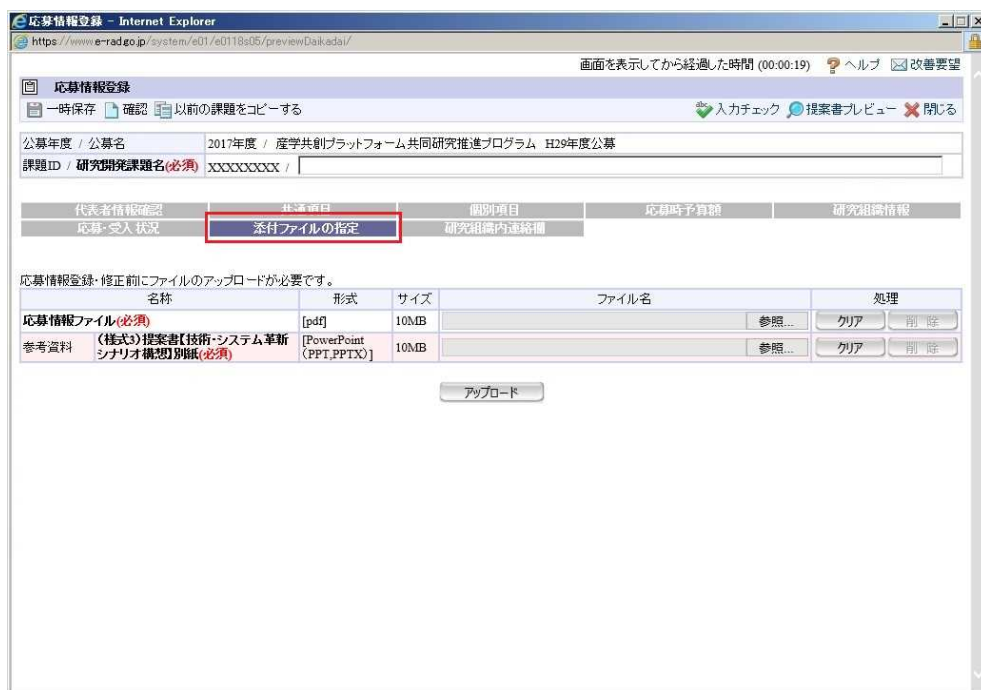 応募情報登録 - Internet Explorer
https://www.e-rad.go.jp/system/e01/e0118s05/previewDaikadai/
画面を表示してから経過した時間 (00:00:19) ヘルプ 改善要望
応募情報登録
一時保存 確認 以前の課題をコピーする 入力チェック 提案書プレビュー 閉じる
公募年度 / 公募名 2017年度 / 産学共創プラットフォーム共同研究推進プログラム H29年度公募
課題ID / 研究開発課題名(必須) XXXXXXXX /
代表者情報確認 共通項目 個別項目 応募時予算額 研究組織情報
応募・受入状況 添付ファイルの指定 研究組織内連絡欄
応募情報登録・修正前にファイルのアップロードが必要です。
名称 形式 サイズ ファイル名 処理
応募情報ファイル(必須) [pdf] 10MB 参照... クリア 削 除
参考資料 (様式3)提案書【技術・システム革新シナリオ構想】別紙(必須) [PowerPoint (PPT,PPTX)] 10MB 参照... クリア 削 除
アップロード